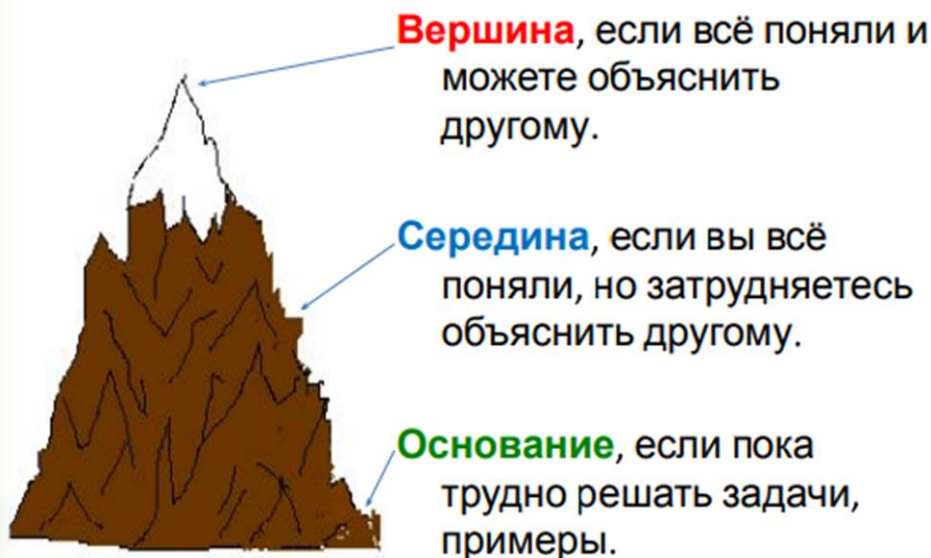 Вершина, если всё поняли и
можете объяснить
другому.
Середина, если вы всё
поняли, но затрудняетесь
объяснить другому.
Основание, если пока
трудно решать задачи,
примеры.